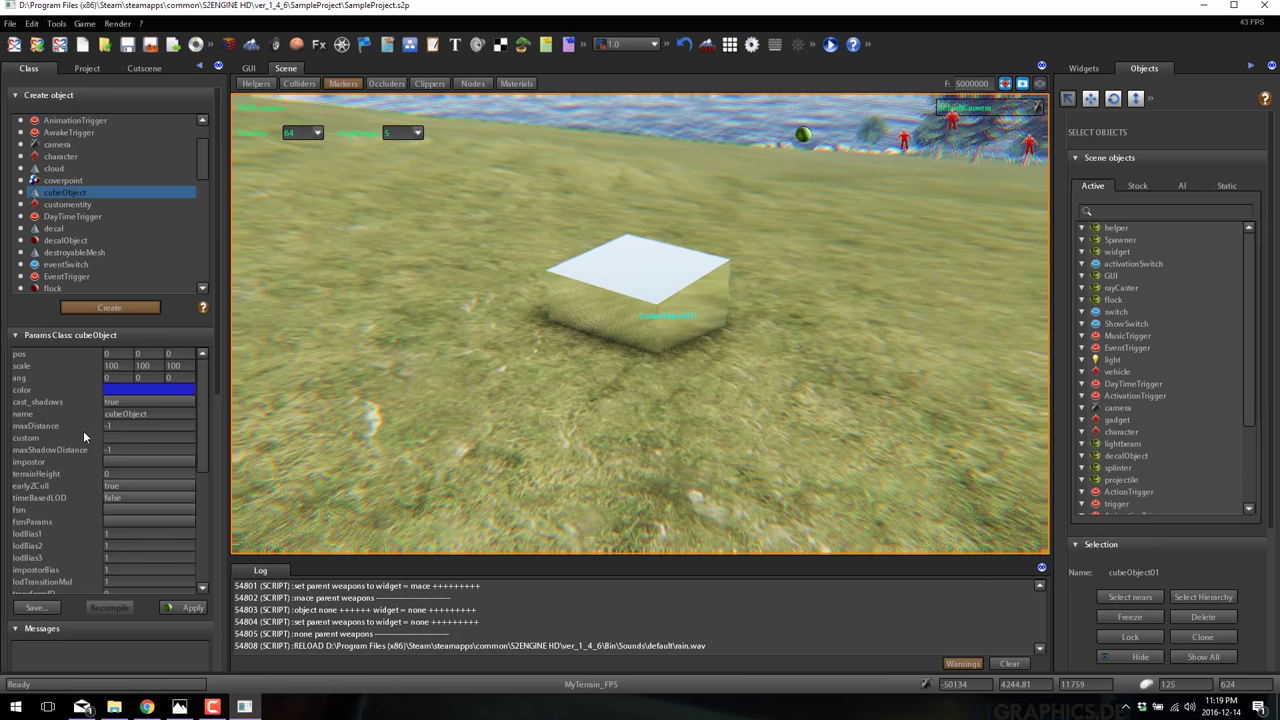 D:\Program Files (x86)\Steam\steamapps\common\S2ENGINE HD\ver_1_4_6\SampleProject\SampleProject.s2p
File Edit Tools Game Render ?
43 FPS
Fx T 1.0
Class Project Cutscene
GUI Scene
Widgets Objects
Helpers Colliders Markers Occluders Clippers Nodes Materials
F: 5000000
Create object
AnimationTrigger
AwakeTrigger
camera
character
cloud
coverpoint
cubeObject
customentity
DayTimeTrigger
decal
decalObject
destroyableMesh
eventSwitch
EventTrigger
flock
Create
Params Class: cubeObject
pos 0 0 0
scale 100 100 100
ang 0 0 0
color
cast_shadows true
name cubeObject
maxDistance -1
custom
maxShadowDistance -1
impostor
terrainHeight 0
earlyZCull true
timeBasedLOD false
fsm
fsmParams
lodBias1 1
lodBias2 1
lodBias3 1
impostorBias 1
lodTransitionMul 1
Save... Recompile Apply
Messages
defaultCamera
64 5
(cubeObject01)
Log
54801 (SCRIPT) :set parent weapons to widget = mace +++++++++
54802 (SCRIPT) :mace parent weapons ------------------------------
54803 (SCRIPT) :object none ++++++ widget = none +++++++++
54804 (SCRIPT) :set parent weapons to widget = none +++++++++
54805 (SCRIPT) :none parent weapons ------------------------------
54808 (SCRIPT) :RELOAD D:\Program Files (x86)\Steam\steamapps\common\S2ENGINE HD\ver_1_4_6\Bin\Sounds\default\rain.wav
Warnings Clear
SELECT OBJECTS
Scene objects
Active Stock AI Static
helper
Spawner
widget
activationSwitch
GUI
rayCaster
flock
switch
ShowSwitch
MusicTrigger
EventTrigger
light
vehicle
DayTimeTrigger
ActivationTrigger
camera
gadget
character
lightbeam
decalObject
splinter
projectile
ActionTrigger
trigger
Selection
Name: cubeObject01
Select nears Select Hierarchy
Freeze Delete
Lock Clone
Hide Show All
Ready
MyTerrain_FPS
-50134 4244.81 11759 125 624
11:19 PM
2016-12-14